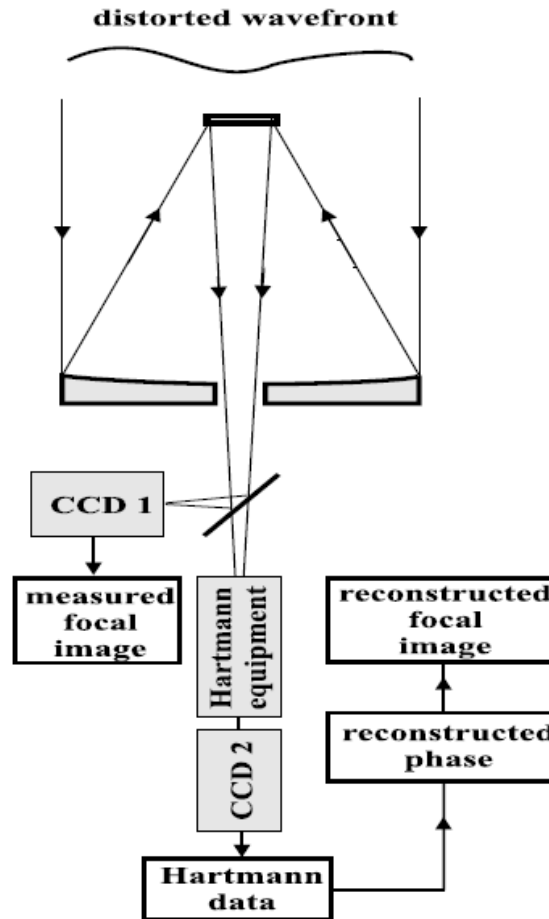 distorted wavefront
CCD 1
measured
focal
image
Hartmann
equipment
reconstructed
focal
image
reconstructed
phase
CCD 2
Hartmann
data